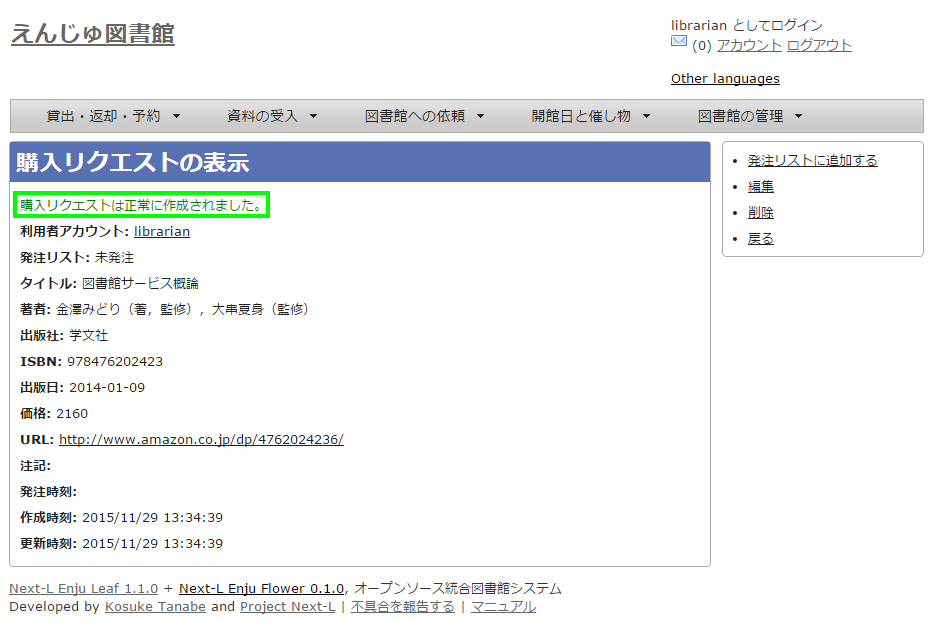 えんじゅ図書館
librarian としてログイン
(0) アカウント ログアウト
Other languages
貸出・返却・予約 ▼ 資料の受入 ▼ 図書館への依頼 ▼ 開館日と催し物 ▼ 図書館の管理 ▼
購入リクエストの表示
購入リクエストは正常に作成されました。
利用者アカウント: librarian
発注リスト: 未発注
タイトル: 図書館サービス概論
著者: 金澤みどり（著，監修），大串夏身（監修）
出版社: 学文社
ISBN: 978476202423
出版日: 2014-01-09
価格: 2160
URL: http://www.amazon.co.jp/dp/4762024236/
注記:
発注時刻:
作成時刻: 2015/11/29 13:34:39
更新時刻: 2015/11/29 13:34:39
• 発注リストに追加する
• 編集
• 削除
• 戻る
Next-L Enju Leaf 1.1.0 + Next-L Enju Flower 0.1.0, オープンソース統合図書館システム
Developed by Kosuke Tanabe and Project Next-L | 不具合を報告する | マニュアル